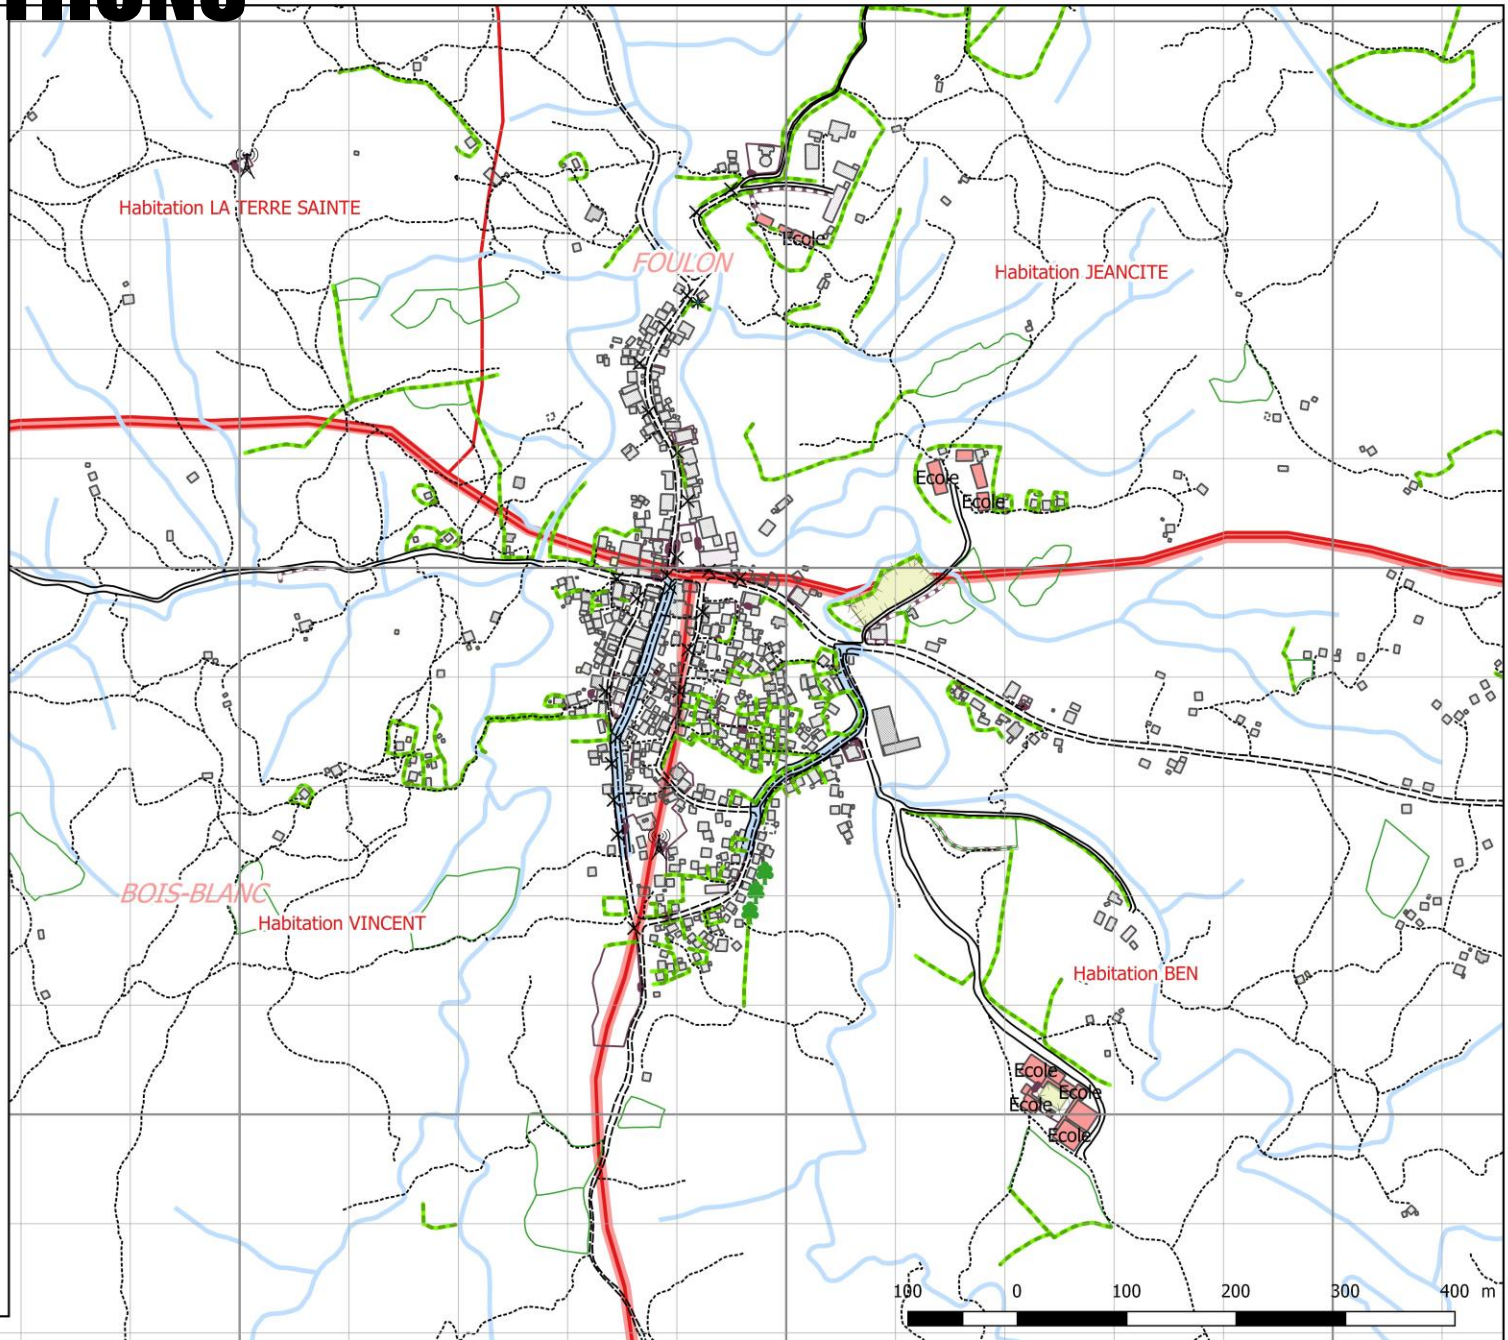 Habitation LA TERRE SAINTE
Ecole
FOULON
Habitation JEANCITE
Ecole
Ecole
BOIS-BLANC
Habitation VINCENT
Habitation BEN
Ecole
Ecole
Ecole
Ecole
100 0 100 200 300 400 m